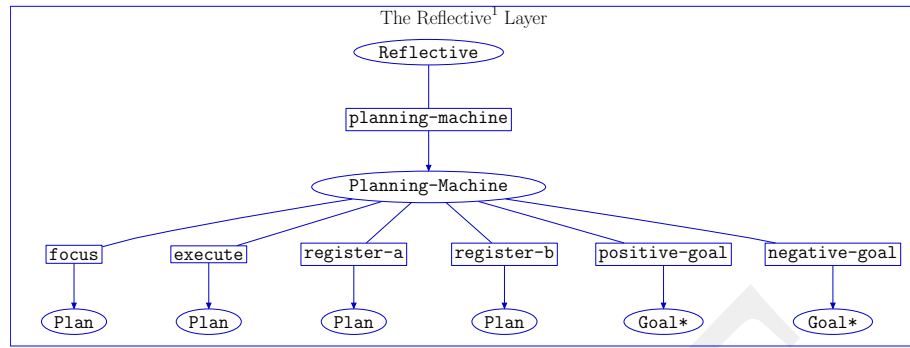 The Reflective¹ Layer
Reflective
planning-machine
Planning-Machine
focus execute register-a register-b positive-goal negative-goal
Plan Plan Plan Plan Goal* Goal*